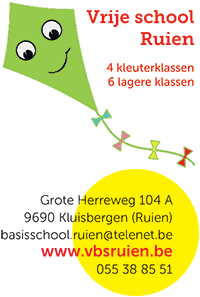 Vrije school
Ruien
4 kleuterklassen
6 lagere klassen
Grote Herreweg 104 A
9690 Kluisbergen (Ruien)
basisschool.ruien@telenet.be
www.vbsruien.be
055 38 85 51